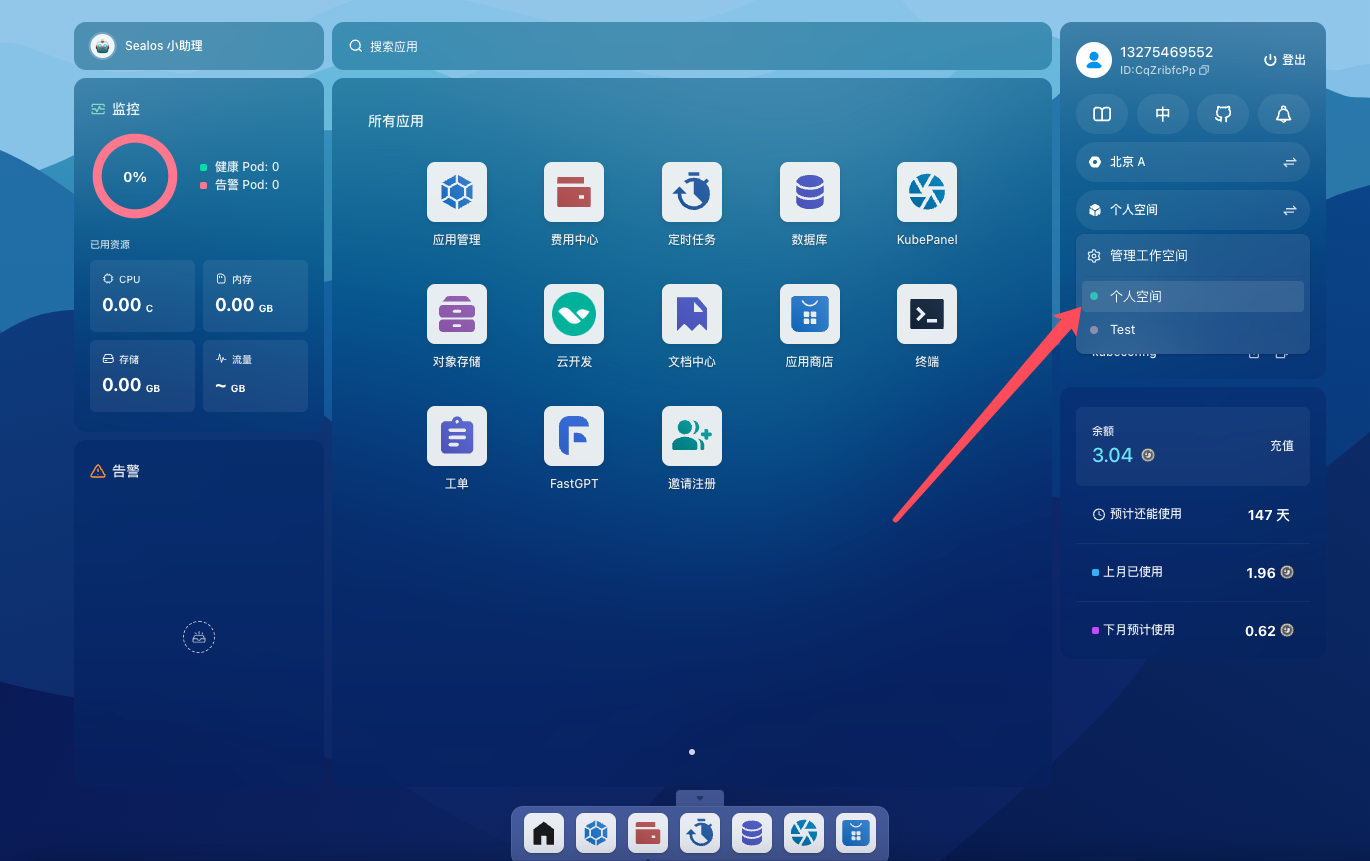 Sealos 小助理
搜索应用
13275469552
ID:CqZribfcPp
登出
中
北京 A
个人空间
管理工作空间
个人空间
Test
监控
0%
健康 Pod: 0
告警 Pod: 0
已用资源
CPU
0.00 C
内存
0.00 GB
存储
0.00 GB
流量
~ GB
告警
所有应用
应用管理
费用中心
定时任务
数据库
KubePanel
对象存储
云开发
文档中心
应用商店
终端
工单
FastGPT
邀请注册
kubeconfig
余额
3.04
充值
预计还能使用
147 天
上月已使用
1.96
下月预计使用
0.62